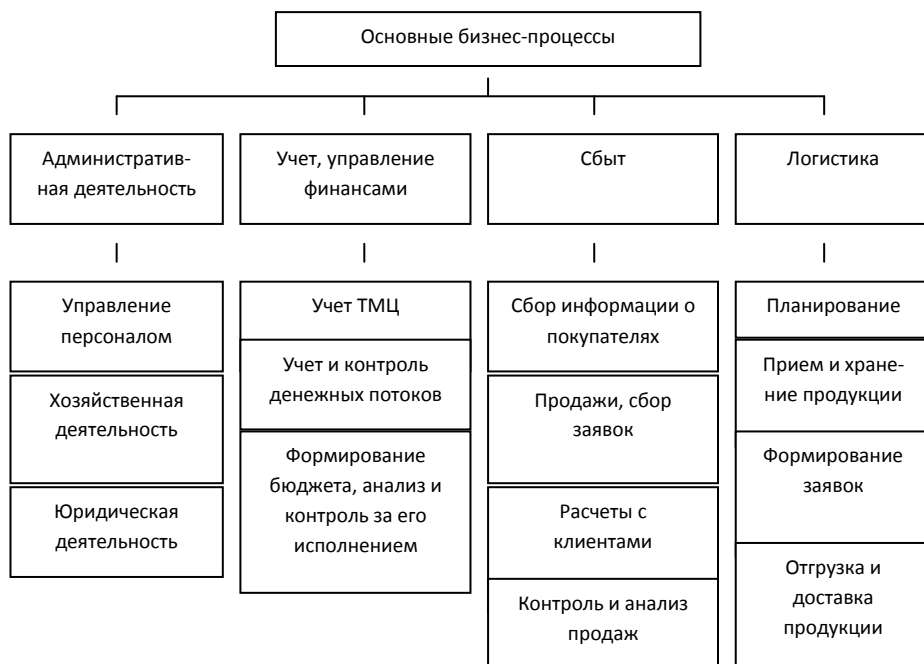 Основные бизнес-процессы
Административ-
ная деятельность
Учет, управление
финансами
Сбыт
Логистика
Управление
персоналом
Хозяйственная
деятельность
Юридическая
деятельность
Учет ТМЦ
Учет и контроль
денежных потоков
Формирование
бюджета, анализ и
контроль за его
исполнением
Сбор информации о
покупателях
Продажи, сбор
заявок
Расчеты с
клиентами
Контроль и анализ
продаж
Планирование
Прием и хране-
ние продукции
Формирование
заявок
Отгрузка и
доставка
продукции